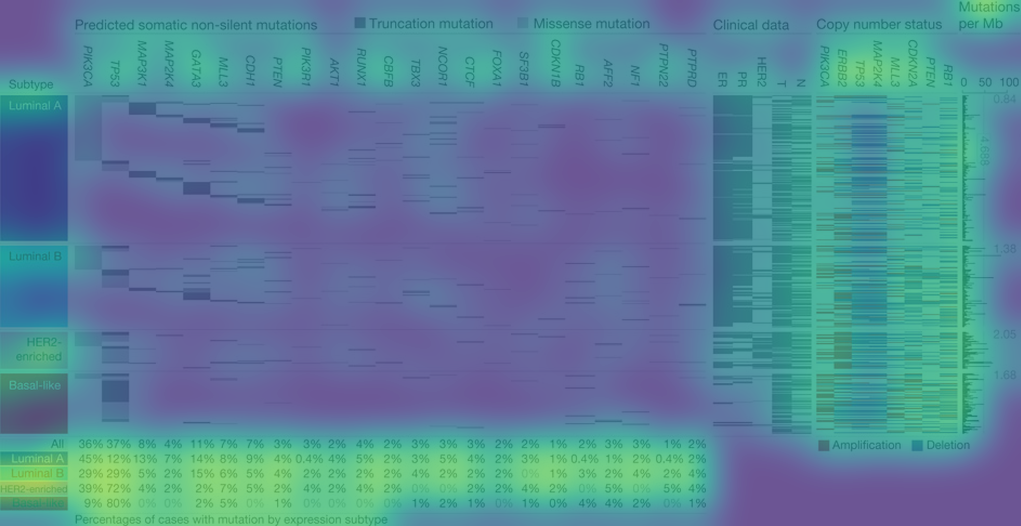 Predicted somatic non-silent mutations
Truncation mutation
Missense mutation
Clinical data
Copy number status
Mutations
per Mb
Subtype
PIK3CA TP53 MAP3K1 MAP2K4 GATA3 MLL3 CDH1 PTEN PIK3R1 AKT1 RUNX1 CBFB TBX3 NCOR1 CTCF FOXA1 SF3B1 CDKN1B RB1 AFF2 NF1 PTPN22 PTPRD
ER PR HER2 T N
PIK3CA ERBB2 TP53 MAP2K4 MLL3 CDKN2A PTEN RB1
0 50 100
Luminal A
0.84
4,688
Luminal B
1.38
HER2-
enriched
2.05
Basal-like
1.68
All 36% 37% 8% 4% 11% 7% 7% 3% 3% 2% 4% 2% 3% 3% 3% 2% 2% 1% 2% 3% 3% 1% 2%
Luminal A 45% 12% 13% 7% 14% 8% 9% 4% 0.4% 4% 5% 2% 3% 5% 4% 2% 3% 1% 0.4% 1% 2% 0.4% 2%
Luminal B 29% 29% 5% 2% 15% 6% 5% 4% 2% 2% 4% 2% 4% 3% 2% 4% 0% 1% 3% 4% 2% 2% 4%
HER2-enriched 39% 72% 4% 2% 2% 7% 5% 2% 4% 2% 4% 2% 0% 0% 2% 2% 4% 2% 0% 5% 0% 5% 4%
9% 80% 0% 0% 2% 5% 0% 1% 0% 0% 0% 0% 1% 2% 1% 0% 1% 0% 4% 4% 2% 0% 1%
Amplification
Deletion
Percentages of cases with mutation by expression subtype